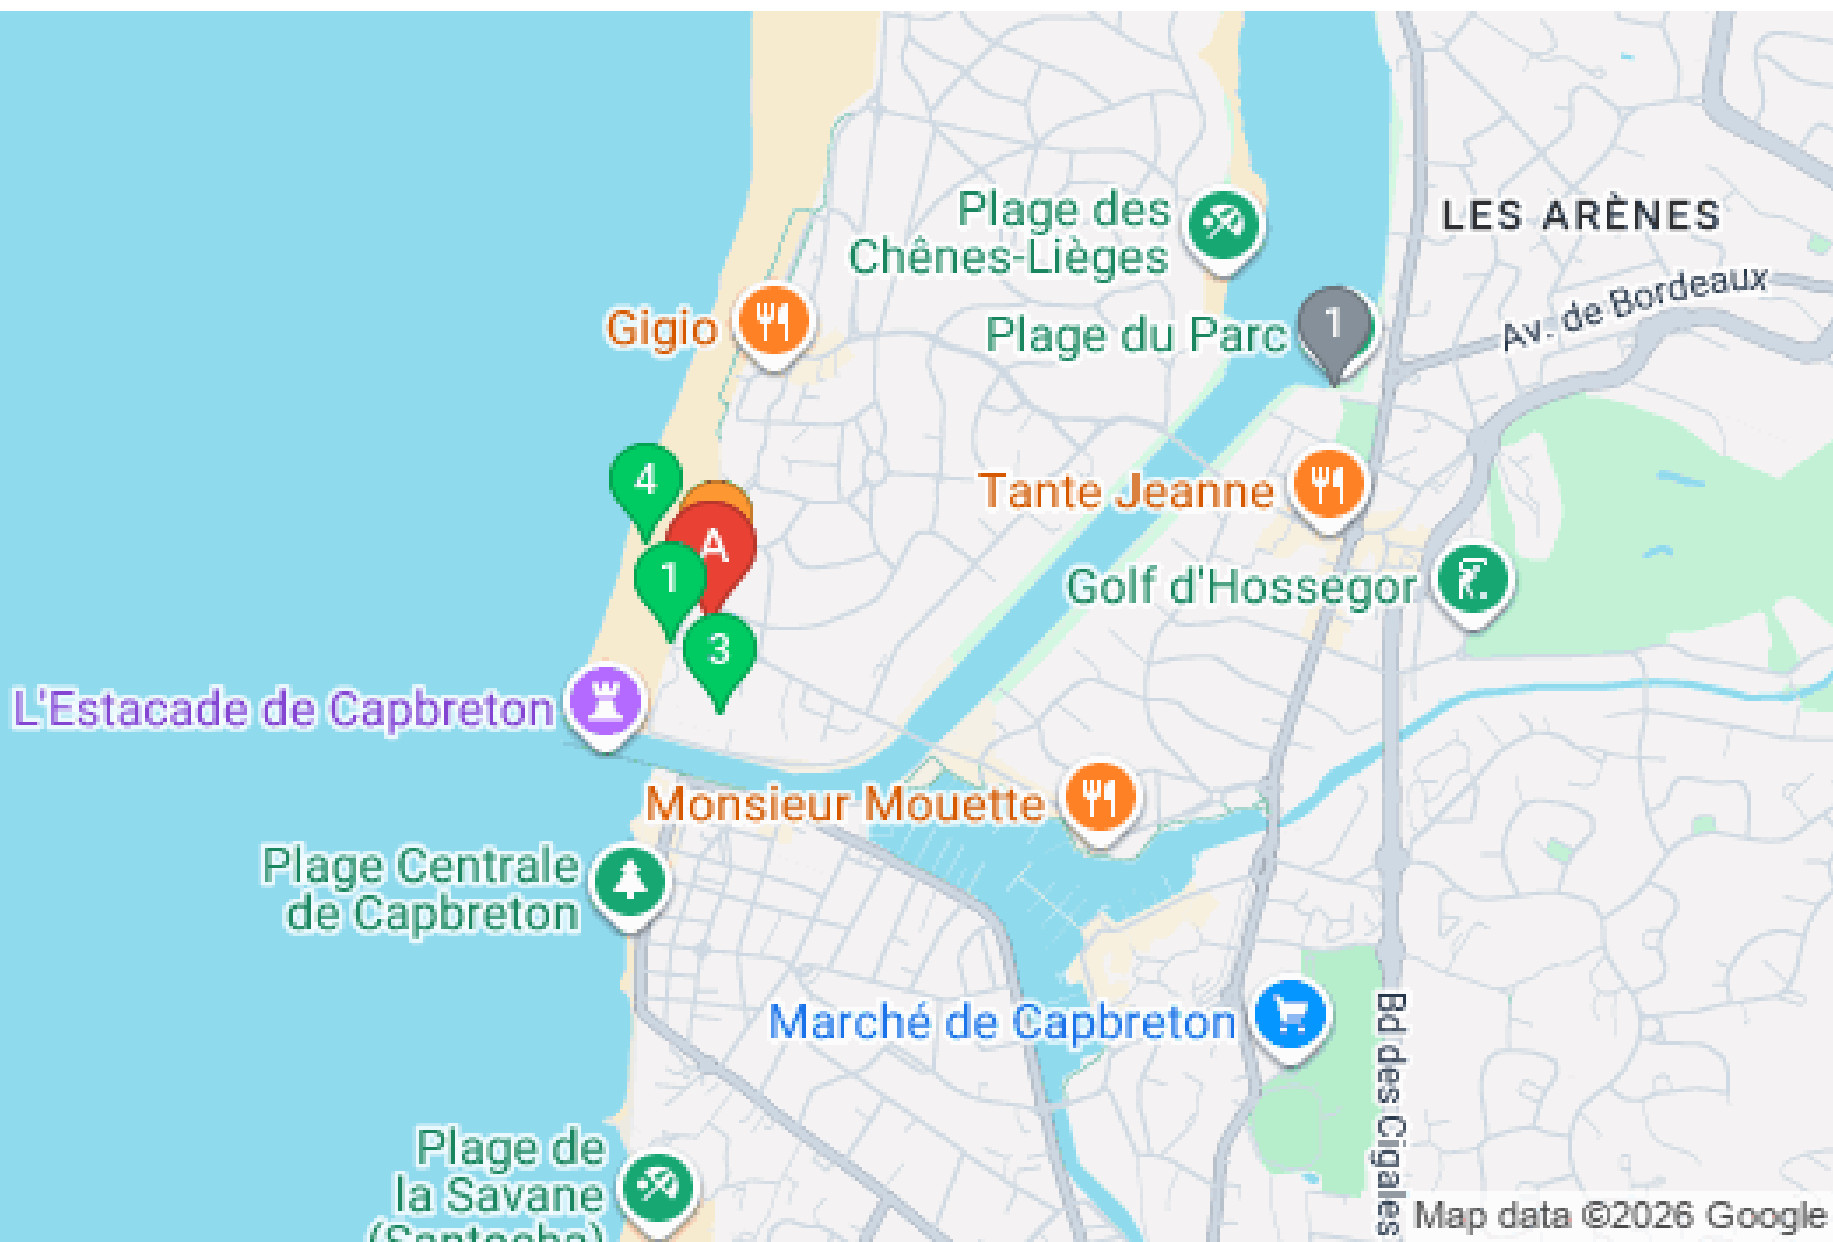 Plage des
Chênes-Lièges
LES ARÈNES
Av. de Bordeaux
Gigio
Plage du Parc
1
4
Tante Jeanne
A
1
Golf d'Hossegor
3
L'Estacade de Capbreton
Monsieur Mouette
Plage Centrale
de Capbreton
Marché de Capbreton
Bd des Cigales
Plage de
la Savane
(Santocha)
Map data ©2026 Google